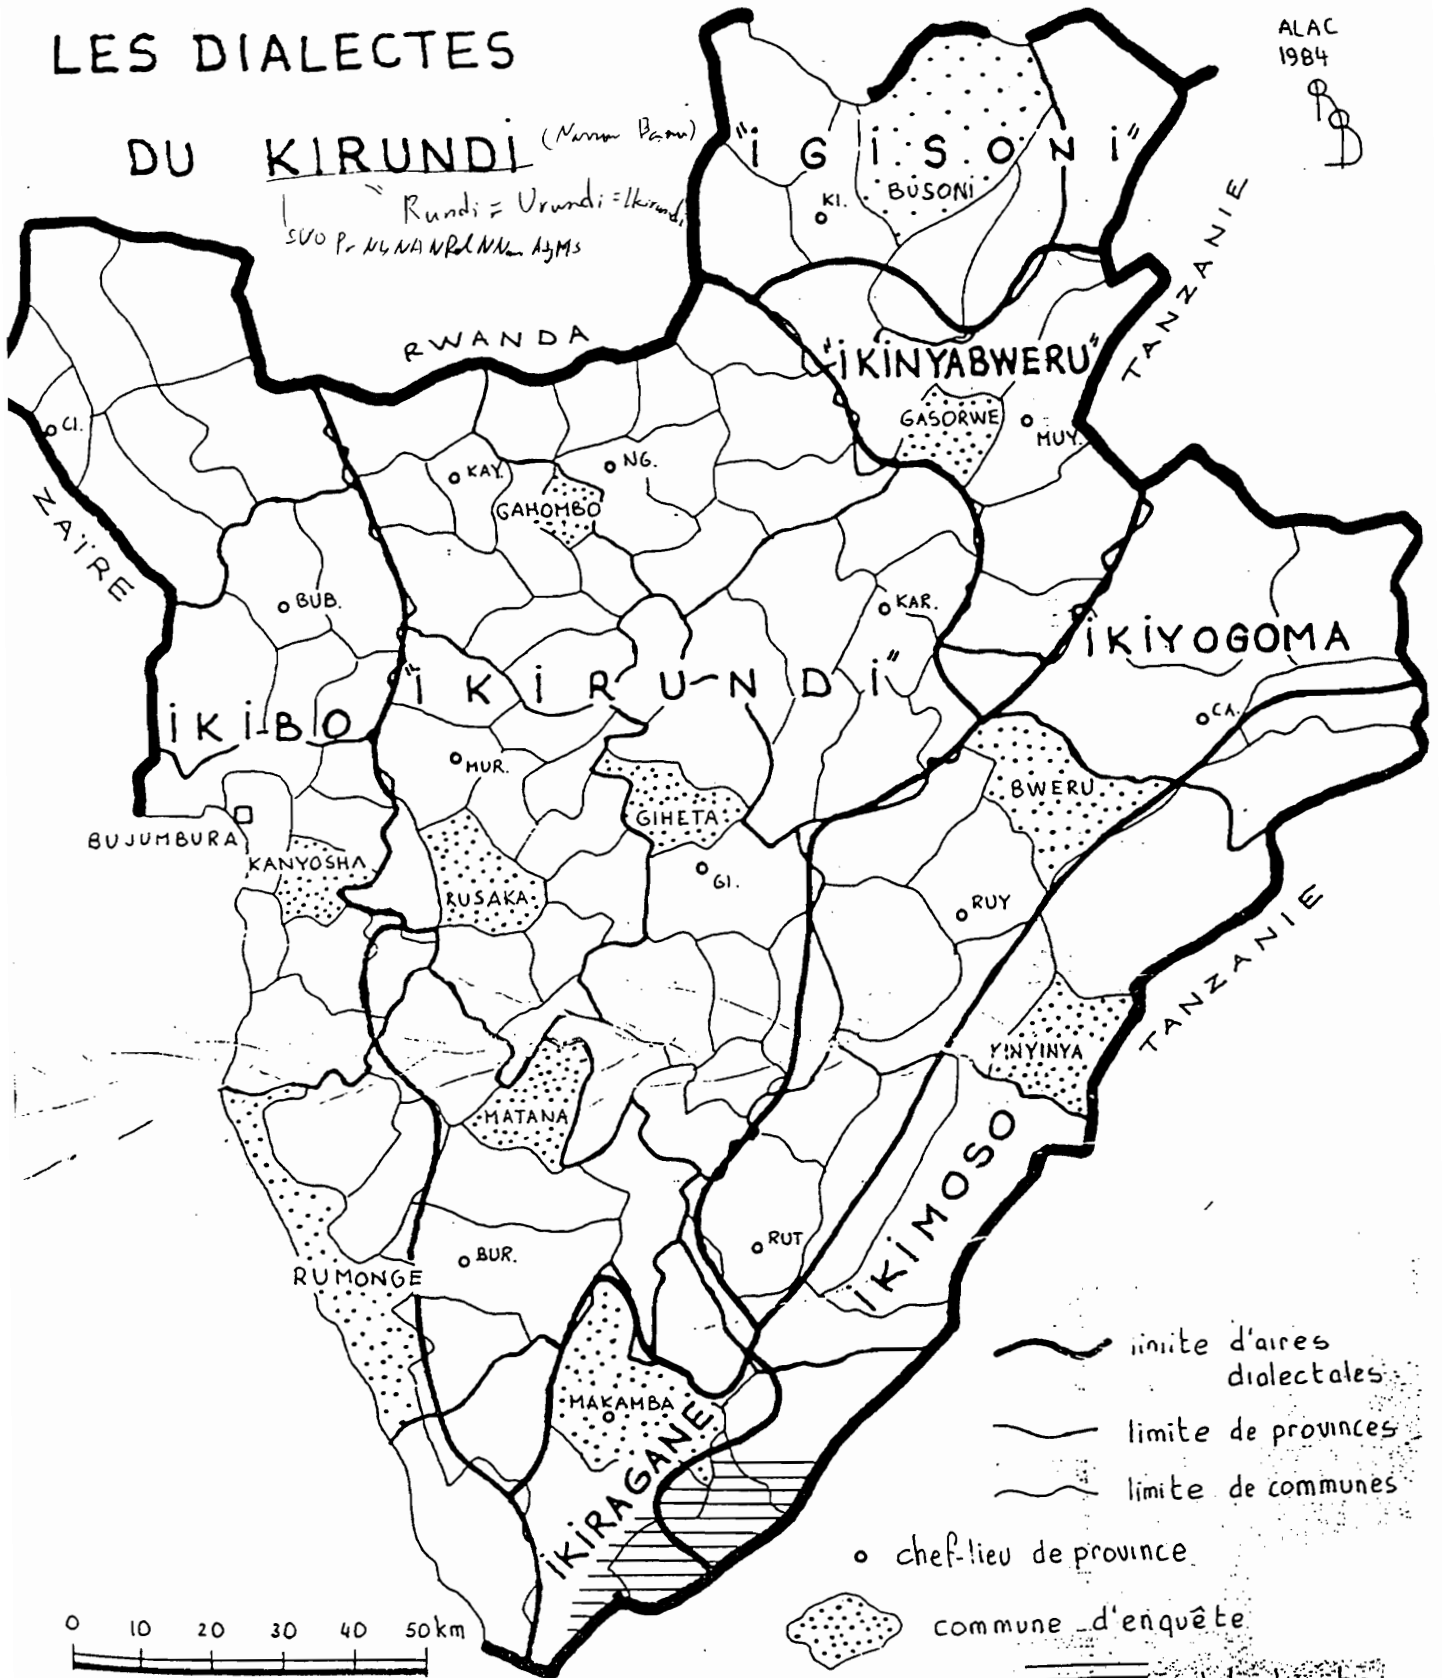 LES DIALECTES
DU KIRUNDI
Rundi = Urundi = Ikirundi
ALAC
1984
"IGISONI"
BUSONI
KI.
TANZANIE
RWANDA
"IKINYABWERU"
GASORWE
MUY.
CI.
KAY.
NG.
GAHOMBO
ZAÏRE
BUB.
KAR.
IKIYOGOMA
"IKIRUNDI"
IKIBO
CA.
MUR.
BWERU
GIHETA
BUJUMBURA
KANYOSHA
GI.
RUSAKA
RUY
TANZANIE
YINYINYA
MATANA
IKIMOSO
RUT
BUR.
RUMONGE
MAKAMBA
IKIRAGANE
limite d'aires
dialectales
limite de provinces
limite de communes
chef-lieu de province
commune d'enquête
0 10 20 30 40 50 km